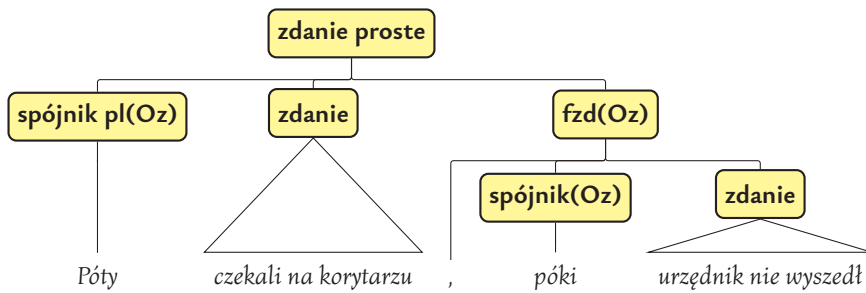 zdanie proste
spójnik pl(Oz) zdanie fzd(Oz)
spójnik(Oz) zdanie
Póty czekali na korytarzu , póki urzędnik nie wyszedł